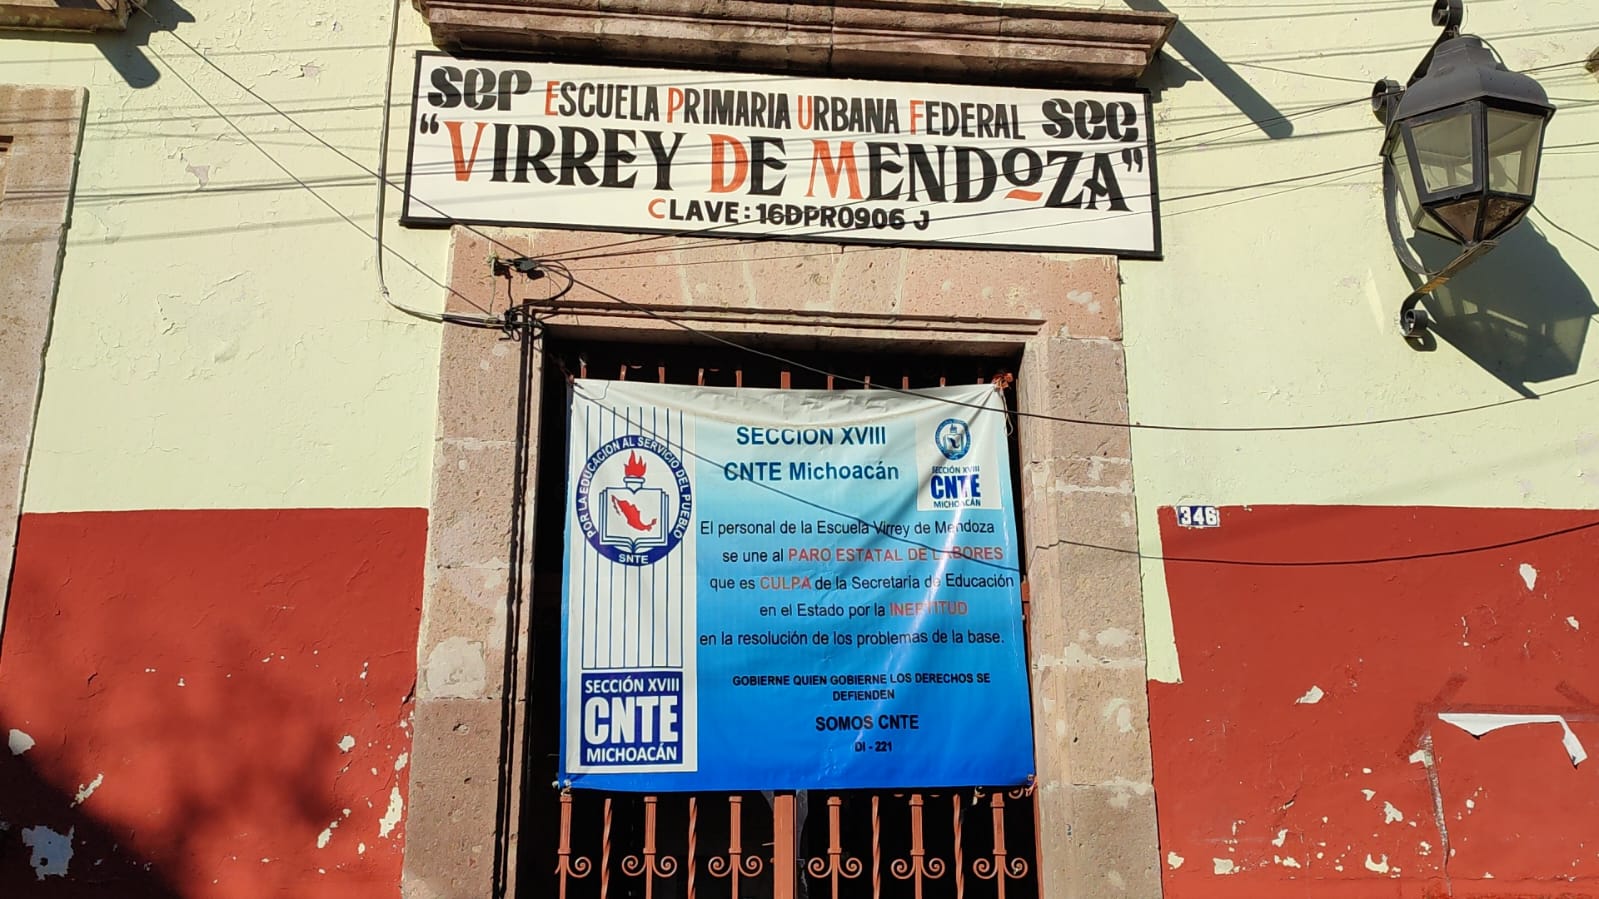 SEP ESCUELA PRIMARIA URBANA FEDERAL SEE
"VIRREY DE MENDOZA"
CLAVE: 16DPR0906 J
POR LA EDUCACIÓN AL SERVICIO DEL PUEBLO
SNTE
SECCIÓN XVIII
CNTE
MICHOACÁN
SECCION XVIII
CNTE Michoacán
SECCIÓN XVIII
CNTE
MICHOACÁN
El personal de la Escuela Virrey de Mendoza
se une al PARO ESTATAL DE LABORES
que es CULPA de la Secretaría de Educación
en el Estado por la INEPTITUD
en la resolución de los problemas de la base.
GOBIERNE QUIEN GOBIERNE LOS DERECHOS SE
DEFIENDEN
SOMOS CNTE
DI - 221
346